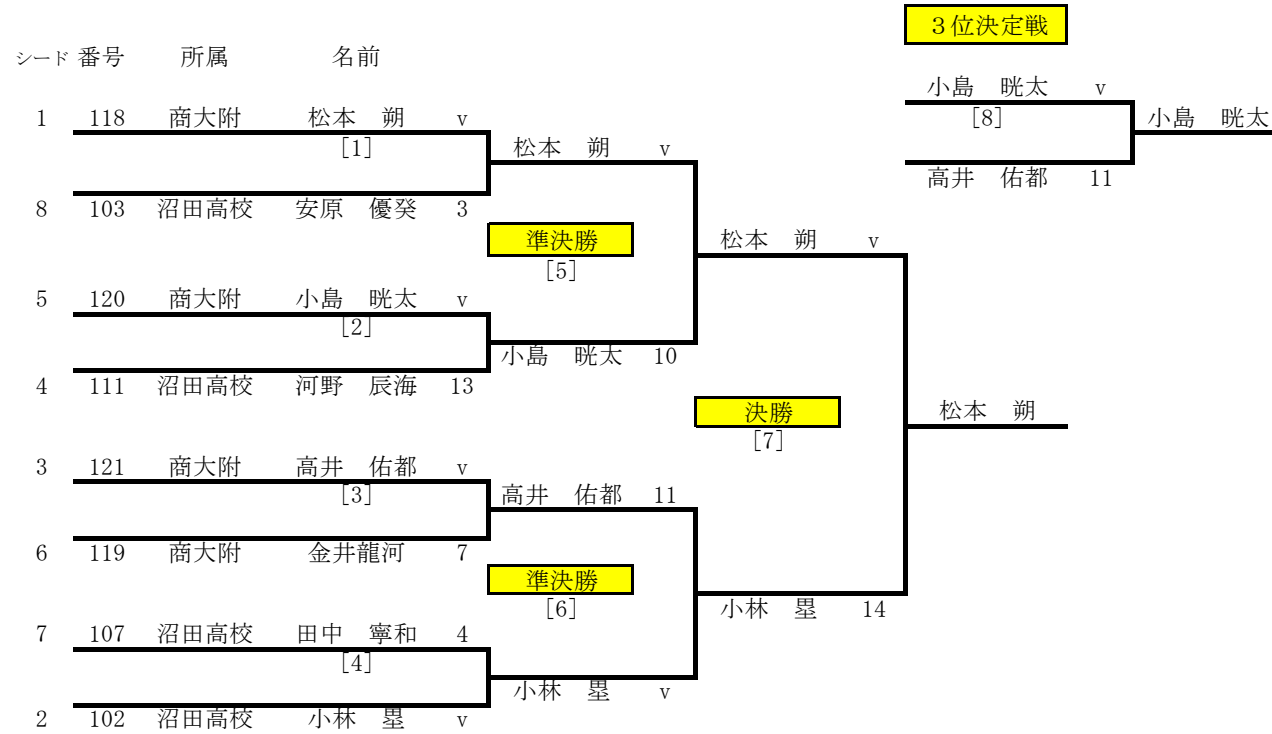 ３位決定戦
シード 番号 所属 名前
小島 晄太 v
1 118 商大附 松本 朔 v
[8]
小島 晄太
[1]
松本 朔 v
高井 佑都 11
8 103 沼田高校 安原 優癸 3
準決勝
松本 朔 v
[5]
5 120 商大附 小島 晄太 v
[2]
小島 晄太 10
4 111 沼田高校 河野 辰海 13
決勝
松本 朔
[7]
3 121 商大附 高井 佑都 v
[3]
高井 佑都 11
6 119 商大附 金井龍河 7
準決勝
[6]
小林 塁 14
7 107 沼田高校 田中 寧和 4
[4]
小林 塁 v
2 102 沼田高校 小林 塁 v